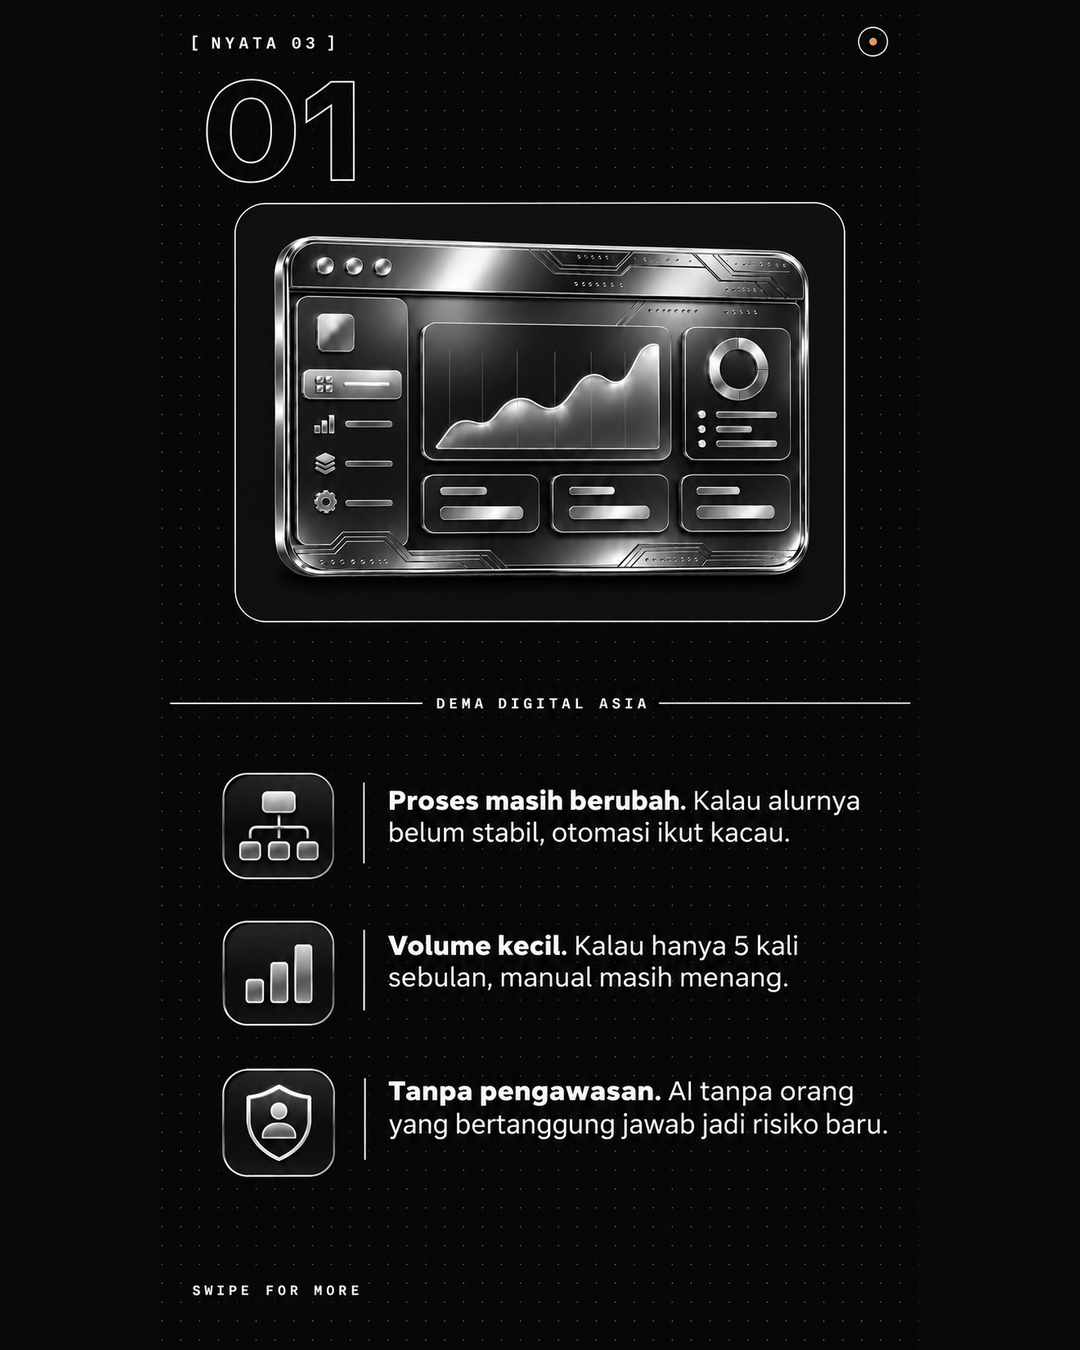 [ NYATA 03 ]
01
DEMA DIGITAL ASIA
Proses masih berubah. Kalau alurnya
belum stabil, otomasi ikut kacau.
Volume kecil. Kalau hanya 5 kali
sebulan, manual masih menang.
Tanpa pengawasan. AI tanpa orang
yang bertanggung jawab jadi risiko baru.
SWIPE FOR MORE